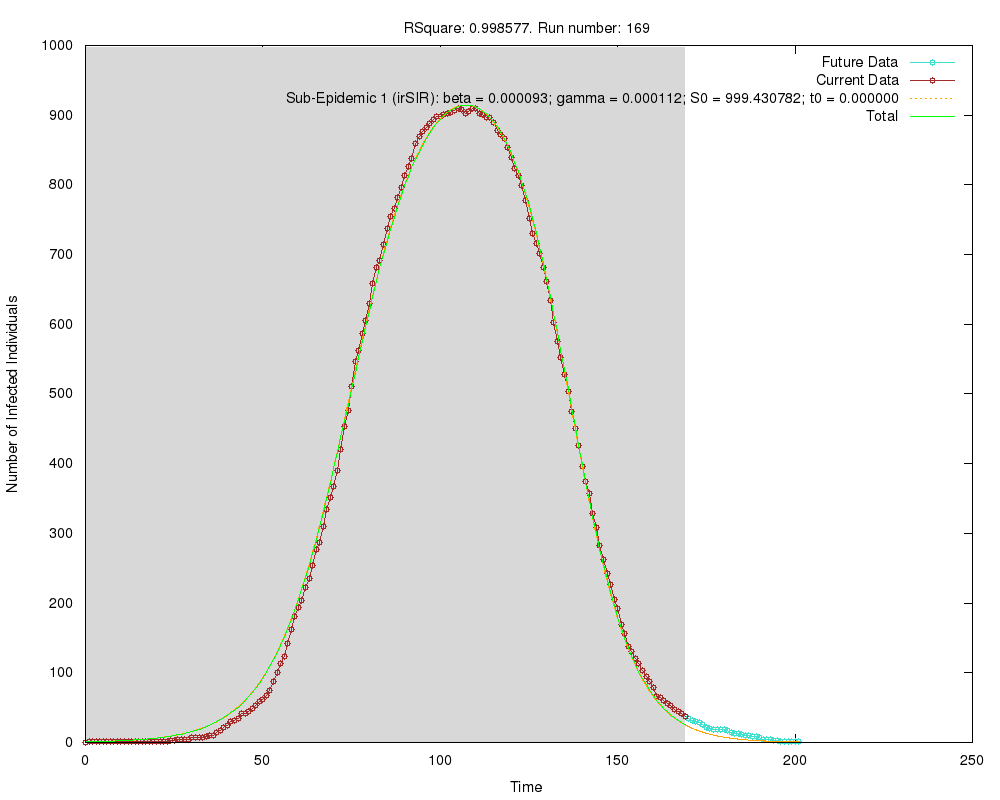 RSquare: 0.998577. Run number: 169
1000
900
800
700
600
500
400
300
200
100
0
Number of Infected Individuals
Future Data
Current Data
Sub-Epidemic 1 (irSIR): beta = 0.000093; gamma = 0.000112; S0 = 999.430782; t0 = 0.000000
Total
0 50 100 150 200 250
Time